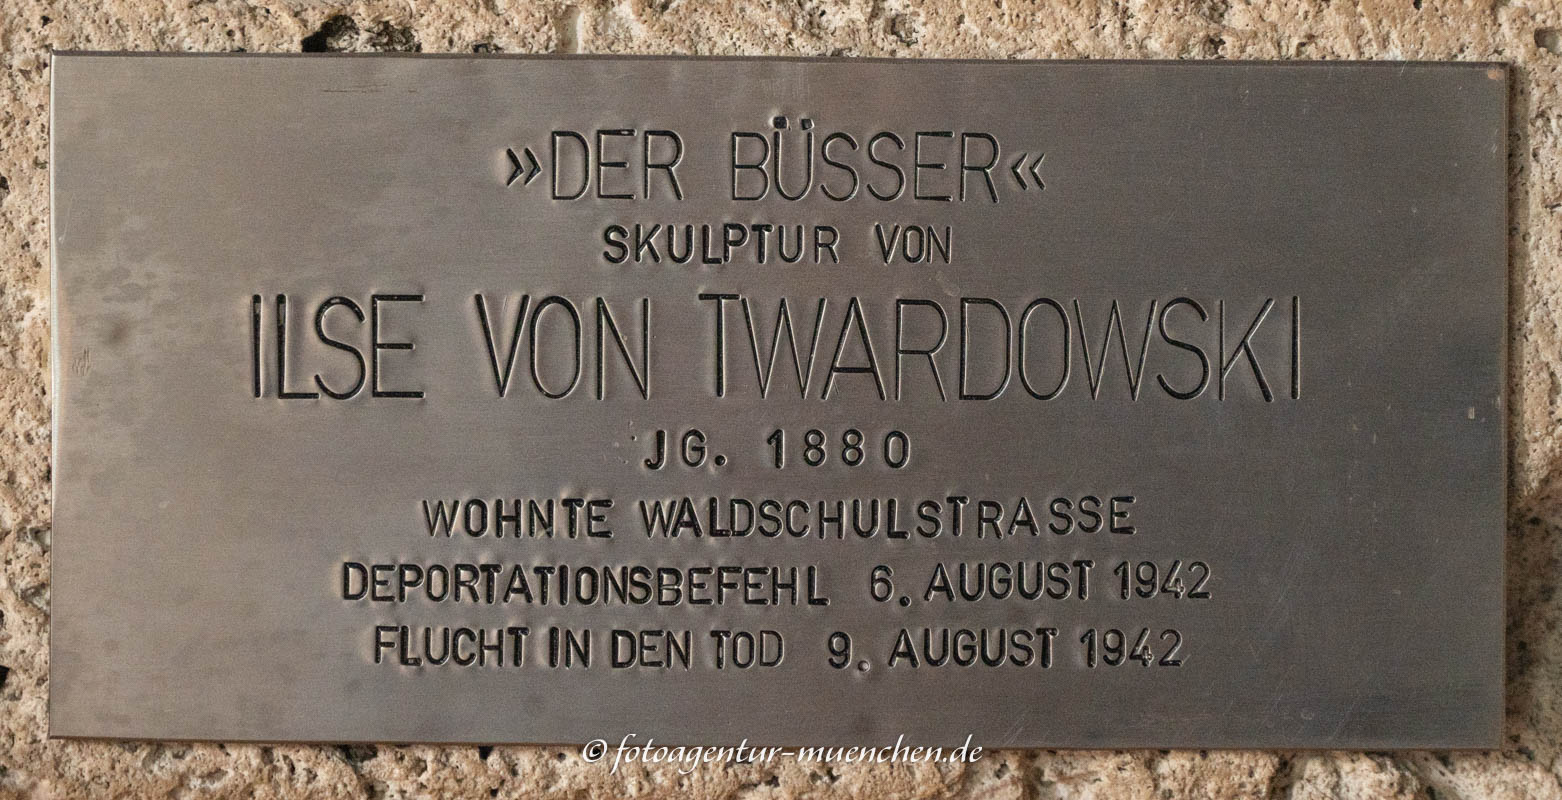 »DER BÜSSER«
SKULPTUR VON
ILSE VON TWARDOWSKI
JG. 1880
WOHNTE WALDSCHULSTRASSE
DEPORTATIONSBEFEHL 6. AUGUST 1942
FLUCHT IN DEN TOD 9. AUGUST 1942
© fotoagentur-muenchen.de